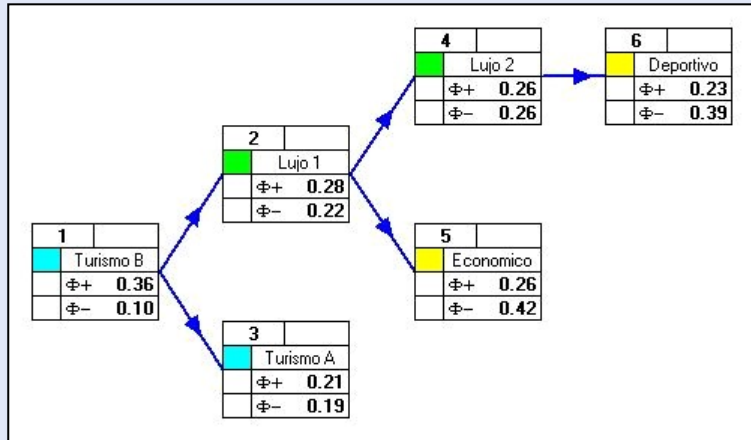 1
Turismo B
Φ+ 0.36
Φ− 0.10
2
Lujo 1
Φ+ 0.28
Φ− 0.22
3
Turismo A
Φ+ 0.21
Φ− 0.19
4
Lujo 2
Φ+ 0.26
Φ− 0.26
5
Economico
Φ+ 0.26
Φ− 0.42
6
Deportivo
Φ+ 0.23
Φ− 0.39